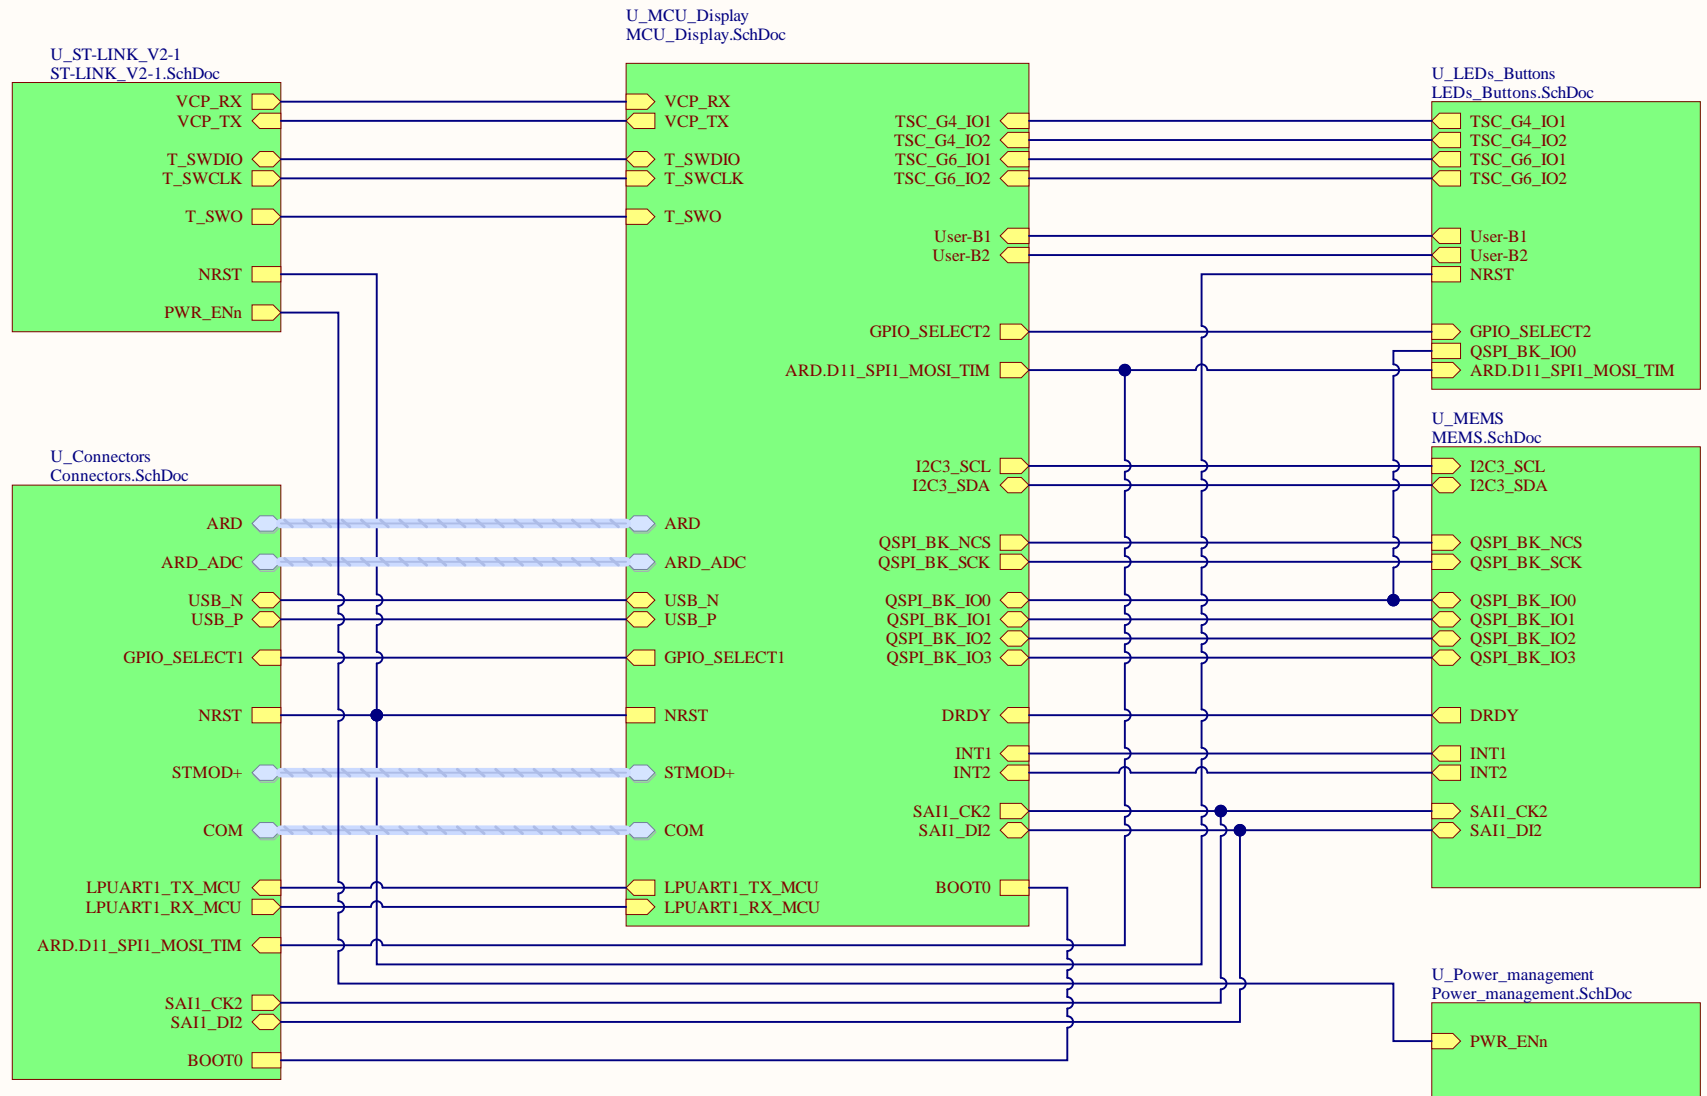 U_ST-LINK_V2-1
ST-LINK_V2-1.SchDoc
VCP_RX
VCP_TX
T_SWDIO
T_SWCLK
T_SWO
NRST
PWR_ENn
U_Connectors
Connectors.SchDoc
ARD
ARD_ADC
USB_N
USB_P
GPIO_SELECT1
NRST
STMOD+
COM
LPUART1_TX_MCU
LPUART1_RX_MCU
ARD.D11_SPI1_MOSI_TIM
SAI1_CK2
SAI1_DI2
BOOT0
U_MCU_Display
MCU_Display.SchDoc
VCP_RX
VCP_TX
T_SWDIO
T_SWCLK
T_SWO
ARD
ARD_ADC
USB_N
USB_P
GPIO_SELECT1
NRST
STMOD+
COM
LPUART1_TX_MCU
LPUART1_RX_MCU
TSC_G4_IO1
TSC_G4_IO2
TSC_G6_IO1
TSC_G6_IO2
User-B1
User-B2
GPIO_SELECT2
ARD.D11_SPI1_MOSI_TIM
I2C3_SCL
I2C3_SDA
QSPI_BK_NCS
QSPI_BK_SCK
QSPI_BK_IO0
QSPI_BK_IO1
QSPI_BK_IO2
QSPI_BK_IO3
DRDY
INT1
INT2
SAI1_CK2
SAI1_DI2
BOOT0
U_LEDs_Buttons
LEDs_Buttons.SchDoc
TSC_G4_IO1
TSC_G4_IO2
TSC_G6_IO1
TSC_G6_IO2
User-B1
User-B2
NRST
GPIO_SELECT2
QSPI_BK_IO0
ARD.D11_SPI1_MOSI_TIM
U_MEMS
MEMS.SchDoc
I2C3_SCL
I2C3_SDA
QSPI_BK_NCS
QSPI_BK_SCK
QSPI_BK_IO0
QSPI_BK_IO1
QSPI_BK_IO2
QSPI_BK_IO3
DRDY
INT1
INT2
SAI1_CK2
SAI1_DI2
U_Power_management
Power_management.SchDoc
PWR_ENn